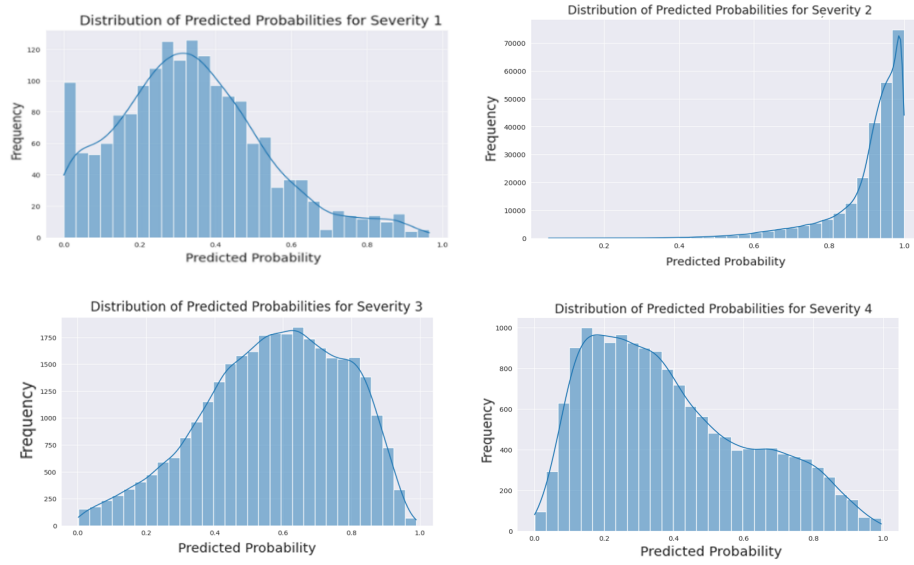 Distribution of Predicted Probabilities for Severity 1
120
100
80
60
40
20
0
Frequency
0.0 0.2 0.4 0.6 0.8 1.0
Predicted Probability
Distribution of Predicted Probabilities for Severity 2
70000
60000
50000
40000
30000
20000
10000
0
Frequency
0.2 0.4 0.6 0.8 1.0
Predicted Probability
Distribution of Predicted Probabilities for Severity 3
1750
1500
1250
1000
750
500
250
0
Frequency
0.0 0.2 0.4 0.6 0.8 1.0
Predicted Probability
Distribution of Predicted Probabilities for Severity 4
1000
800
600
400
200
0
Frequency
0.0 0.2 0.4 0.6 0.8 1.0
Predicted Probability